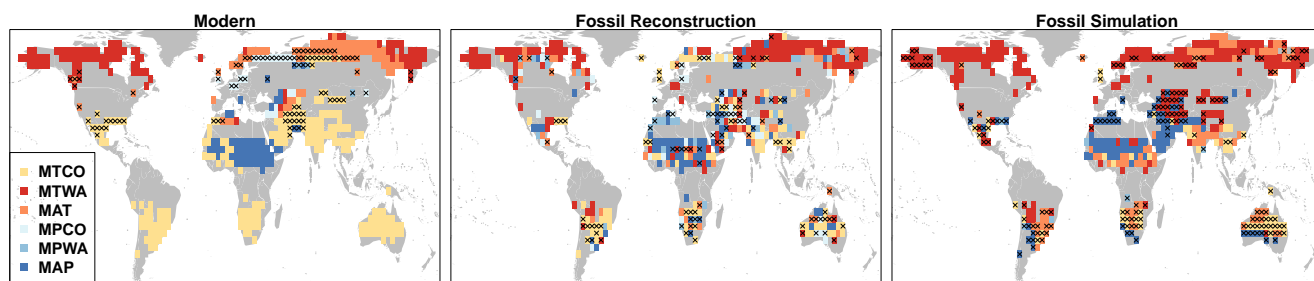 Modern
Fossil Reconstruction
Fossil Simulation
MTCO
MTWA
MAT
MPCO
MPWA
MAP